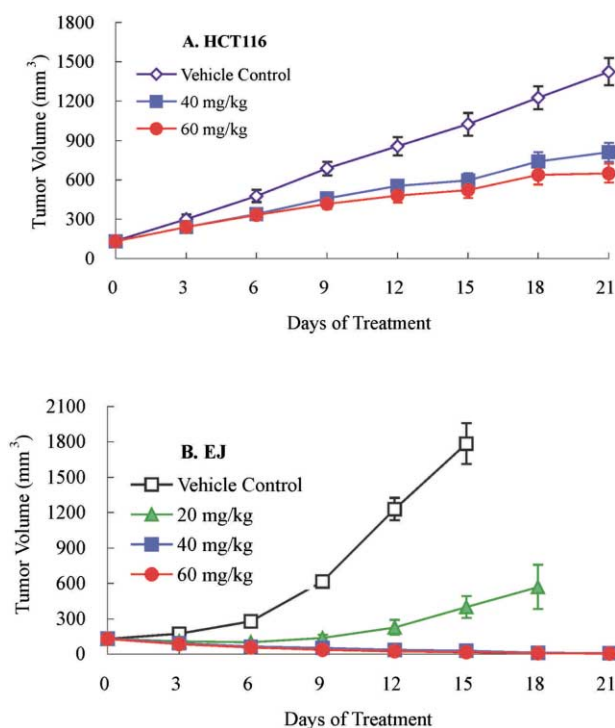 1800
A. HCT116
1500
Vehicle Control
1200
40 mg/kg
60 mg/kg
900
600
300
0
Tumor Volume (mm³)
0 3 6 9 12 15 18 21
Days of Treatment
2100
1800
B. EJ
Vehicle Control
1500
20 mg/kg
1200
40 mg/kg
900
60 mg/kg
600
300
0
Tumor Volume (mm³)
0 3 6 9 12 15 18 21
Days of Treatment